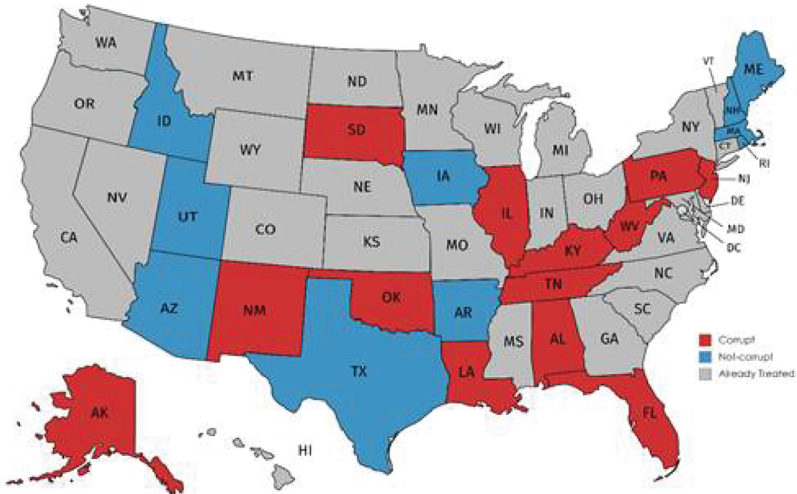 WA
MT
ND
MN
VT
ME
OR
ID
SD
WI
NH
NY
MA
WY
MI
CT
RI
IA
PA
NJ
NE
NV
UT
IL
IN
OH
DE
CO
WV
MD
CA
KS
MO
KY
VA
DC
NC
TN
AZ
NM
OK
AR
SC
MS
AL
GA
Corrupt
Not-corrupt
Already Treated
TX
LA
AK
FL
HI